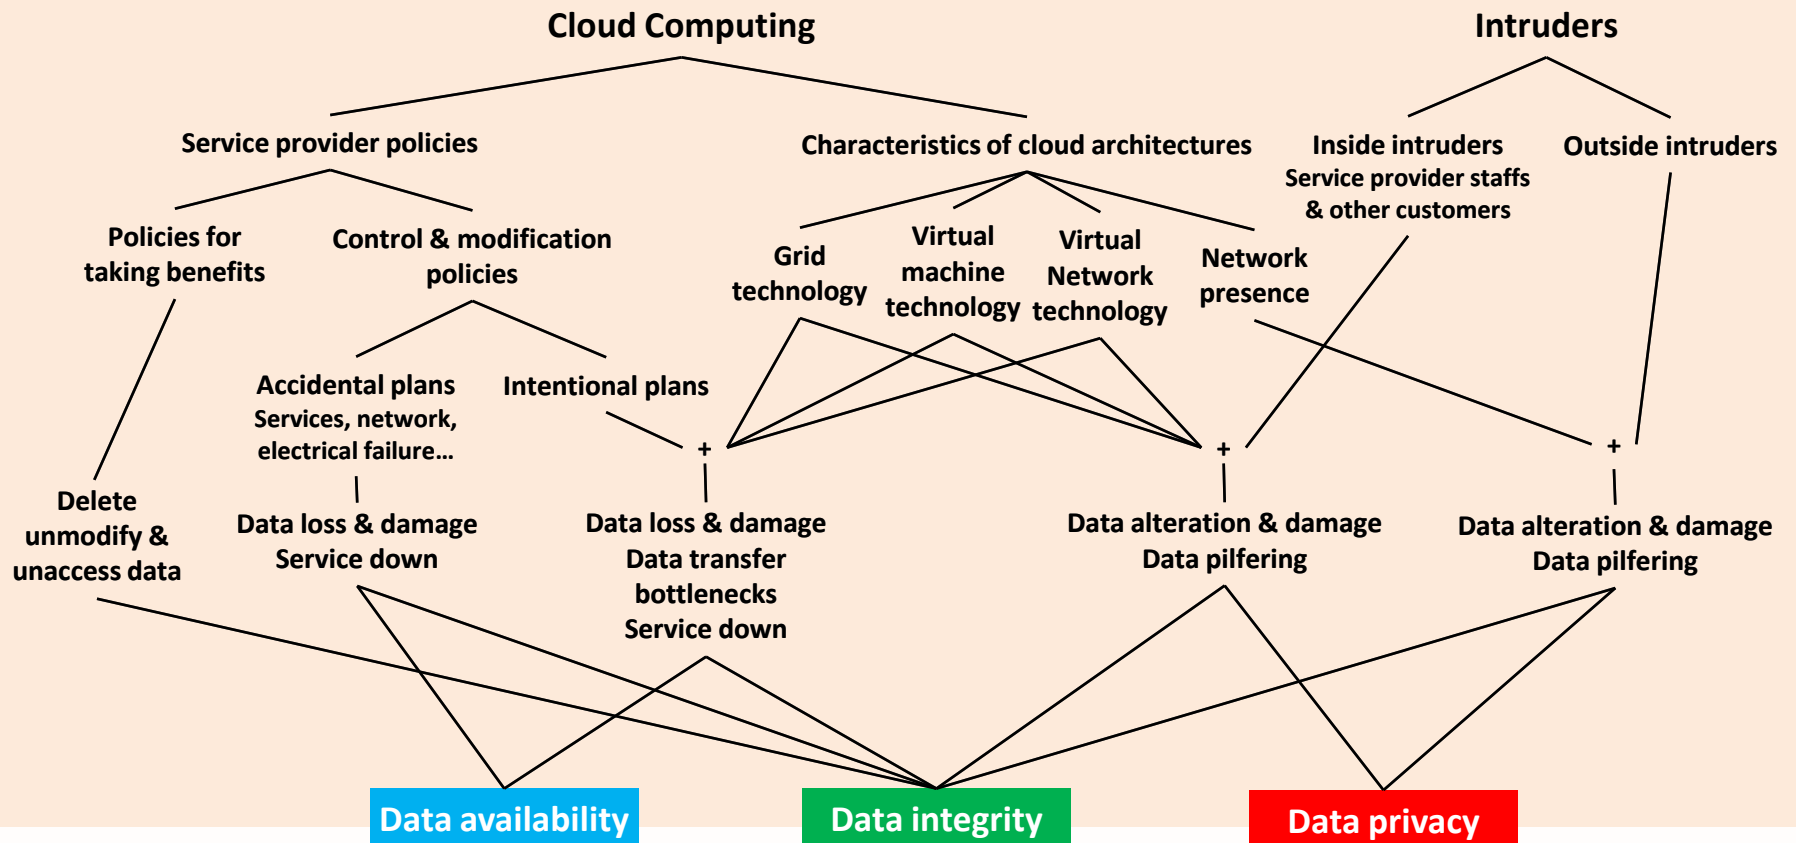 Cloud Computing
Intruders
Service provider policies
Characteristics of cloud architectures
Inside intruders
Service provider staffs
& other customers
Outside intruders
Policies for
taking benefits
Control & modification
policies
Grid
technology
Virtual
machine
technology
Virtual
Network
technology
Network
presence
Accidental plans
Services, network,
electrical failure...
Intentional plans
+
+
+
Delete
unmodify &
unaccess data
Data loss & damage
Service down
Data loss & damage
Data transfer
bottlenecks
Service down
Data alteration & damage
Data pilfering
Data alteration & damage
Data pilfering
Data availability
Data integrity
Data privacy